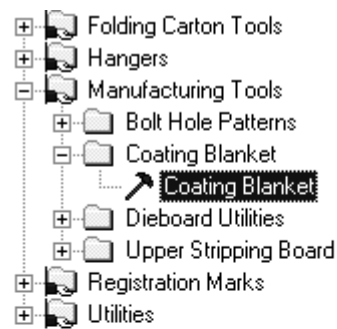 Folding Carton Tools
Hangers
Manufacturing Tools
Bolt Hole Patterns
Coating Blanket
Coating Blanket
Dieboard Utilities
Upper Stripping Board
Registration Marks
Utilities